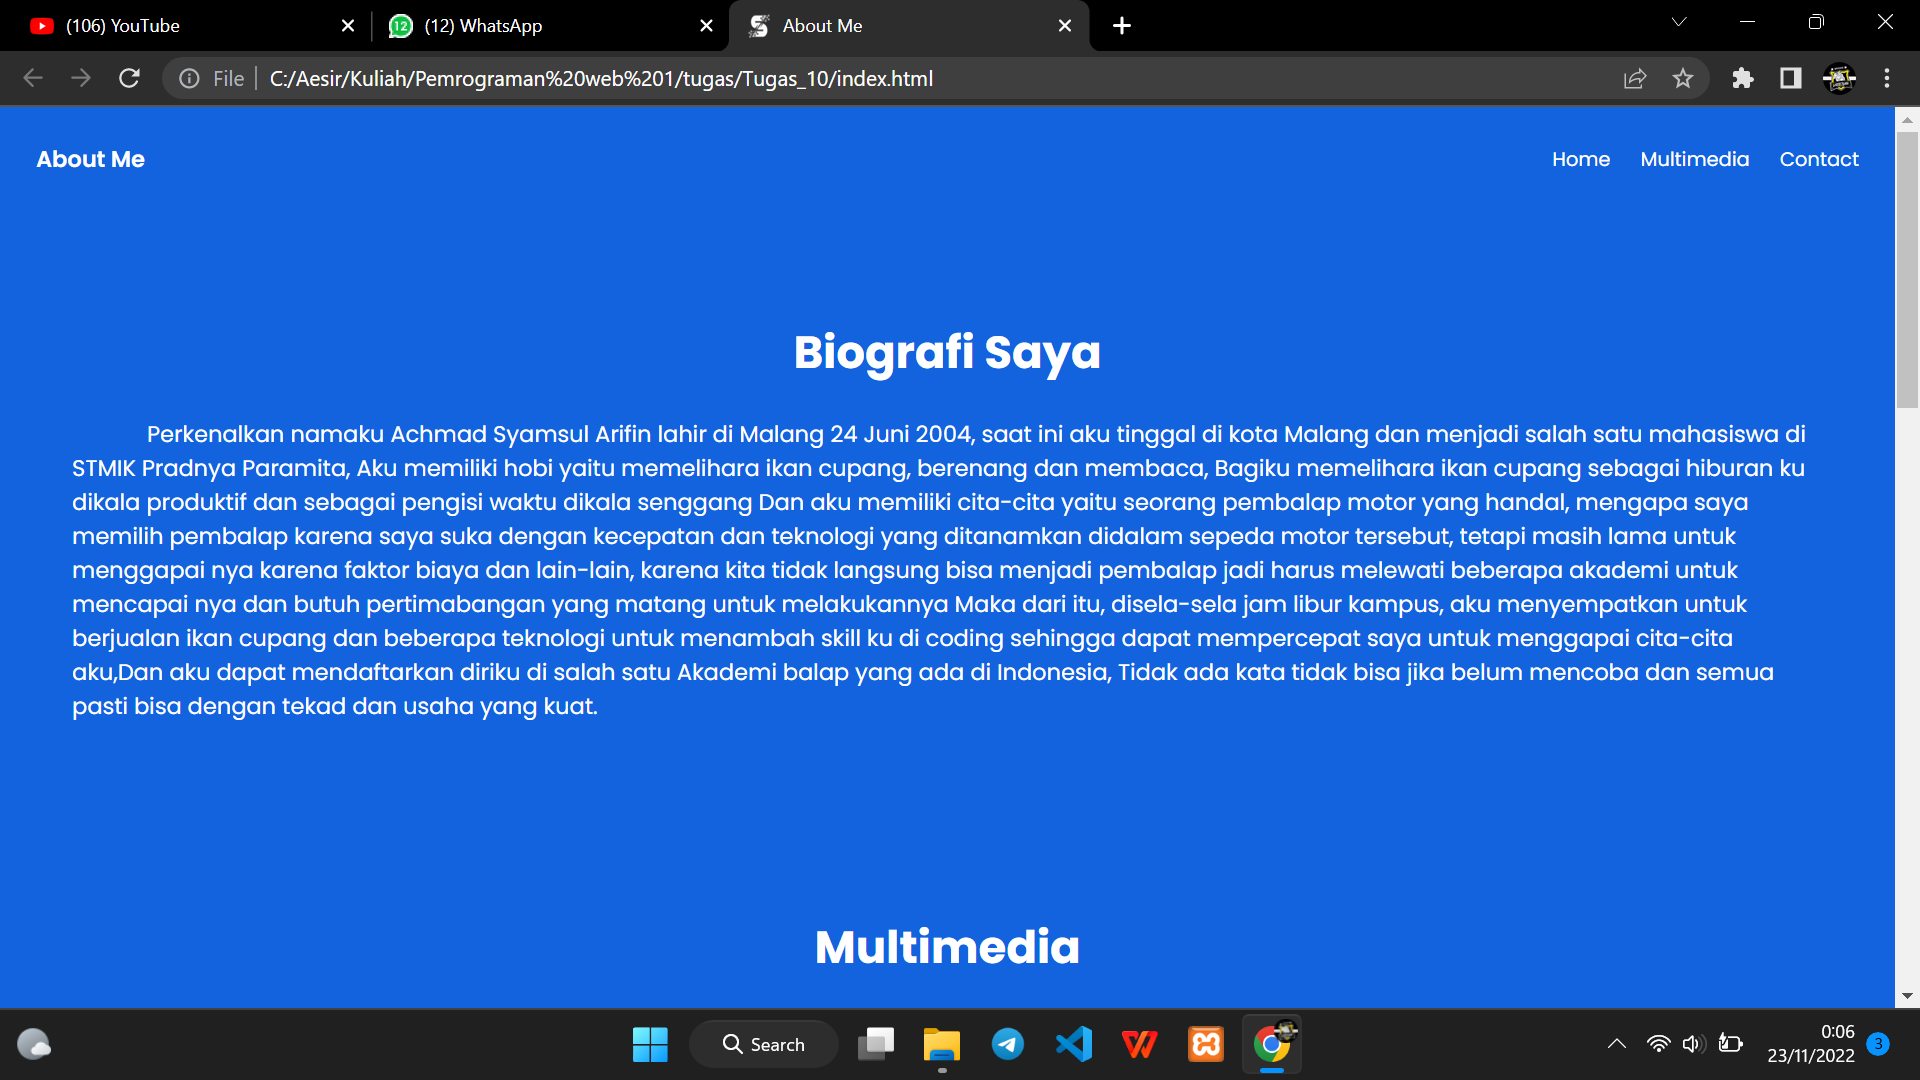 (106) YouTube
12
(12) WhatsApp
About Me
File
C:/Aesir/Kuliah/Pemrograman%20web%201/tugas/Tugas_10/index.html
About Me
Home
Multimedia
Contact
Biografi Saya
Perkenalkan namaku Achmad Syamsul Arifin lahir di Malang 24 Juni 2004, saat ini aku tinggal di kota Malang dan menjadi salah satu mahasiswa di
STMIK Pradnya Paramita, Aku memiliki hobi yaitu memelihara ikan cupang, berenang dan membaca, Bagiku memelihara ikan cupang sebagai hiburan ku
dikala produktif dan sebagai pengisi waktu dikala senggang Dan aku memiliki cita-cita yaitu seorang pembalap motor yang handal, mengapa saya
memilih pembalap karena saya suka dengan kecepatan dan teknologi yang ditanamkan didalam sepeda motor tersebut, tetapi masih lama untuk
menggapai nya karena faktor biaya dan lain-lain, karena kita tidak langsung bisa menjadi pembalap jadi harus melewati beberapa akademi untuk
mencapai nya dan butuh pertimabangan yang matang untuk melakukannya Maka dari itu, disela-sela jam libur kampus, aku menyempatkan untuk
berjualan ikan cupang dan beberapa teknologi untuk menambah skill ku di coding sehingga dapat mempercepat saya untuk menggapai cita-cita
aku,Dan aku dapat mendaftarkan diriku di salah satu Akademi balap yang ada di Indonesia, Tidak ada kata tidak bisa jika belum mencoba dan semua
pasti bisa dengan tekad dan usaha yang kuat.
Multimedia
Search
0:06
23/11/2022
3